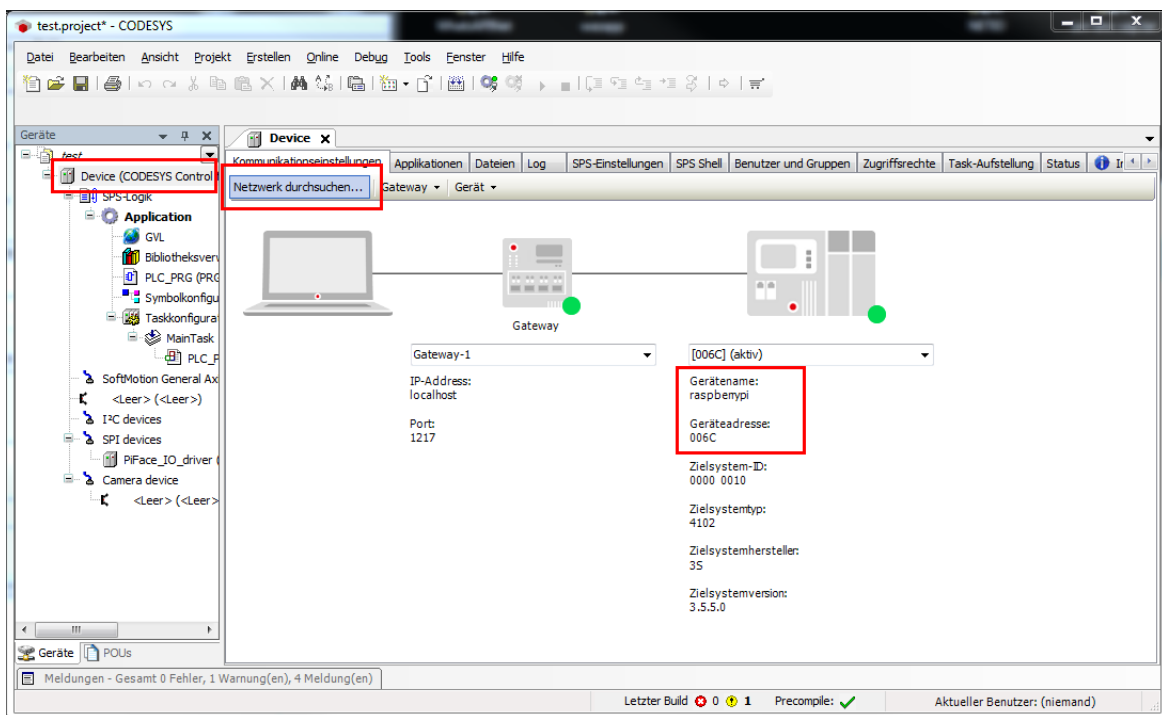 test.project* - CODESYS
Datei Bearbeiten Ansicht Projekt Erstellen Online Debug Tools Fenster Hilfe
Geräte
test
Device (CODESYS Control
SPS-Logik
Application
GVL
Bibliotheksverw
PLC_PRG (PRG
Symbolkonfigu
Taskkonfigurat
MainTask
PLC_P
SoftMotion General Ax
<Leer> (<Leer>)
I²C devices
SPI devices
PiFace_IO_driver (
Camera device
<Leer> (<Leer>
Geräte POUs
Device
Kommunikationseinstellungen Applikationen Dateien Log SPS-Einstellungen SPS Shell Benutzer und Gruppen Zugriffsrechte Task-Aufstellung Status
Netzwerk durchsuchen... Gateway Gerät
Gateway
Gateway-1
IP-Address:
localhost
Port:
1217
[006C] (aktiv)
Gerätename:
raspberrypi
Geräteadresse:
006C
Zielsystem-ID:
0000 0010
Zielsystemtyp:
4102
Zielsystemhersteller:
3S
Zielsystemversion:
3.5.5.0
Meldungen - Gesamt 0 Fehler, 1 Warnung(en), 4 Meldung(en)
Letzter Build 0 1 Precompile: Aktueller Benutzer: (niemand)